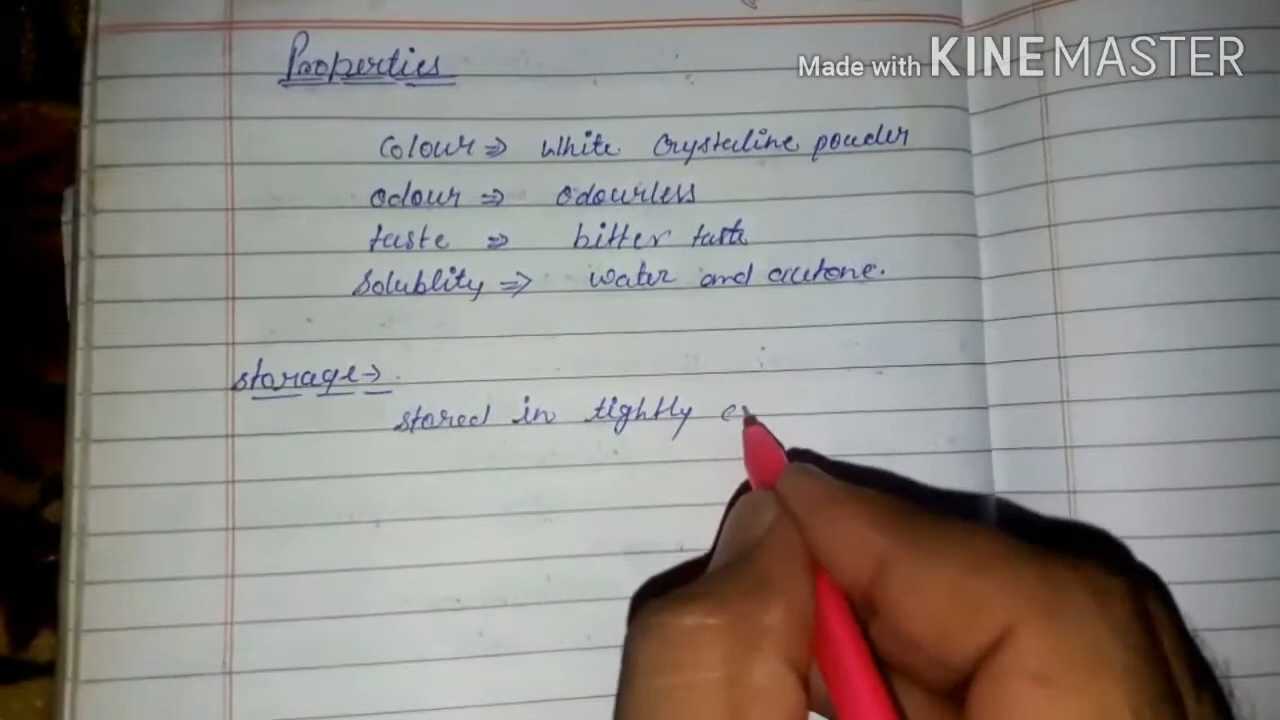 Made with KINEMASTER
Properties
Colour ⇒ White Crystalline powder
odour ⇒ odourless
taste ⇒ bitter taste
Solublity ⇒ water and acetone.
storage →
stored in tightly